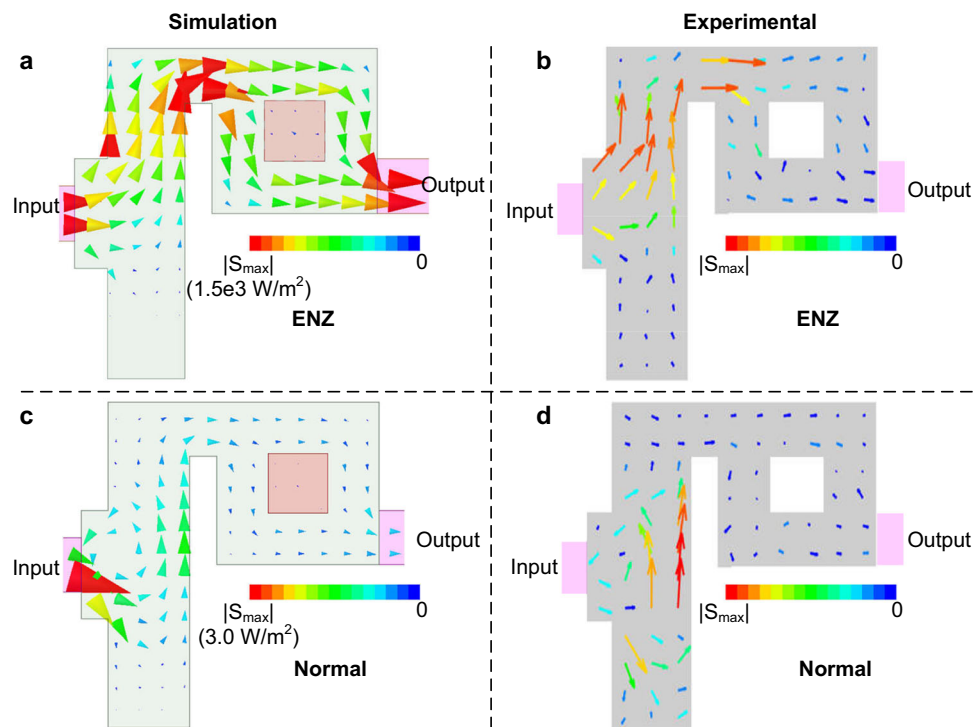 Simulation
Experimental
a
Input
Output
|Smax|
0
(1.5e3 W/m²)
ENZ
b
Input
Output
|Smax|
0
ENZ
c
Input
Output
|Smax|
0
(3.0 W/m²)
Normal
d
Input
Output
|Smax|
0
Normal